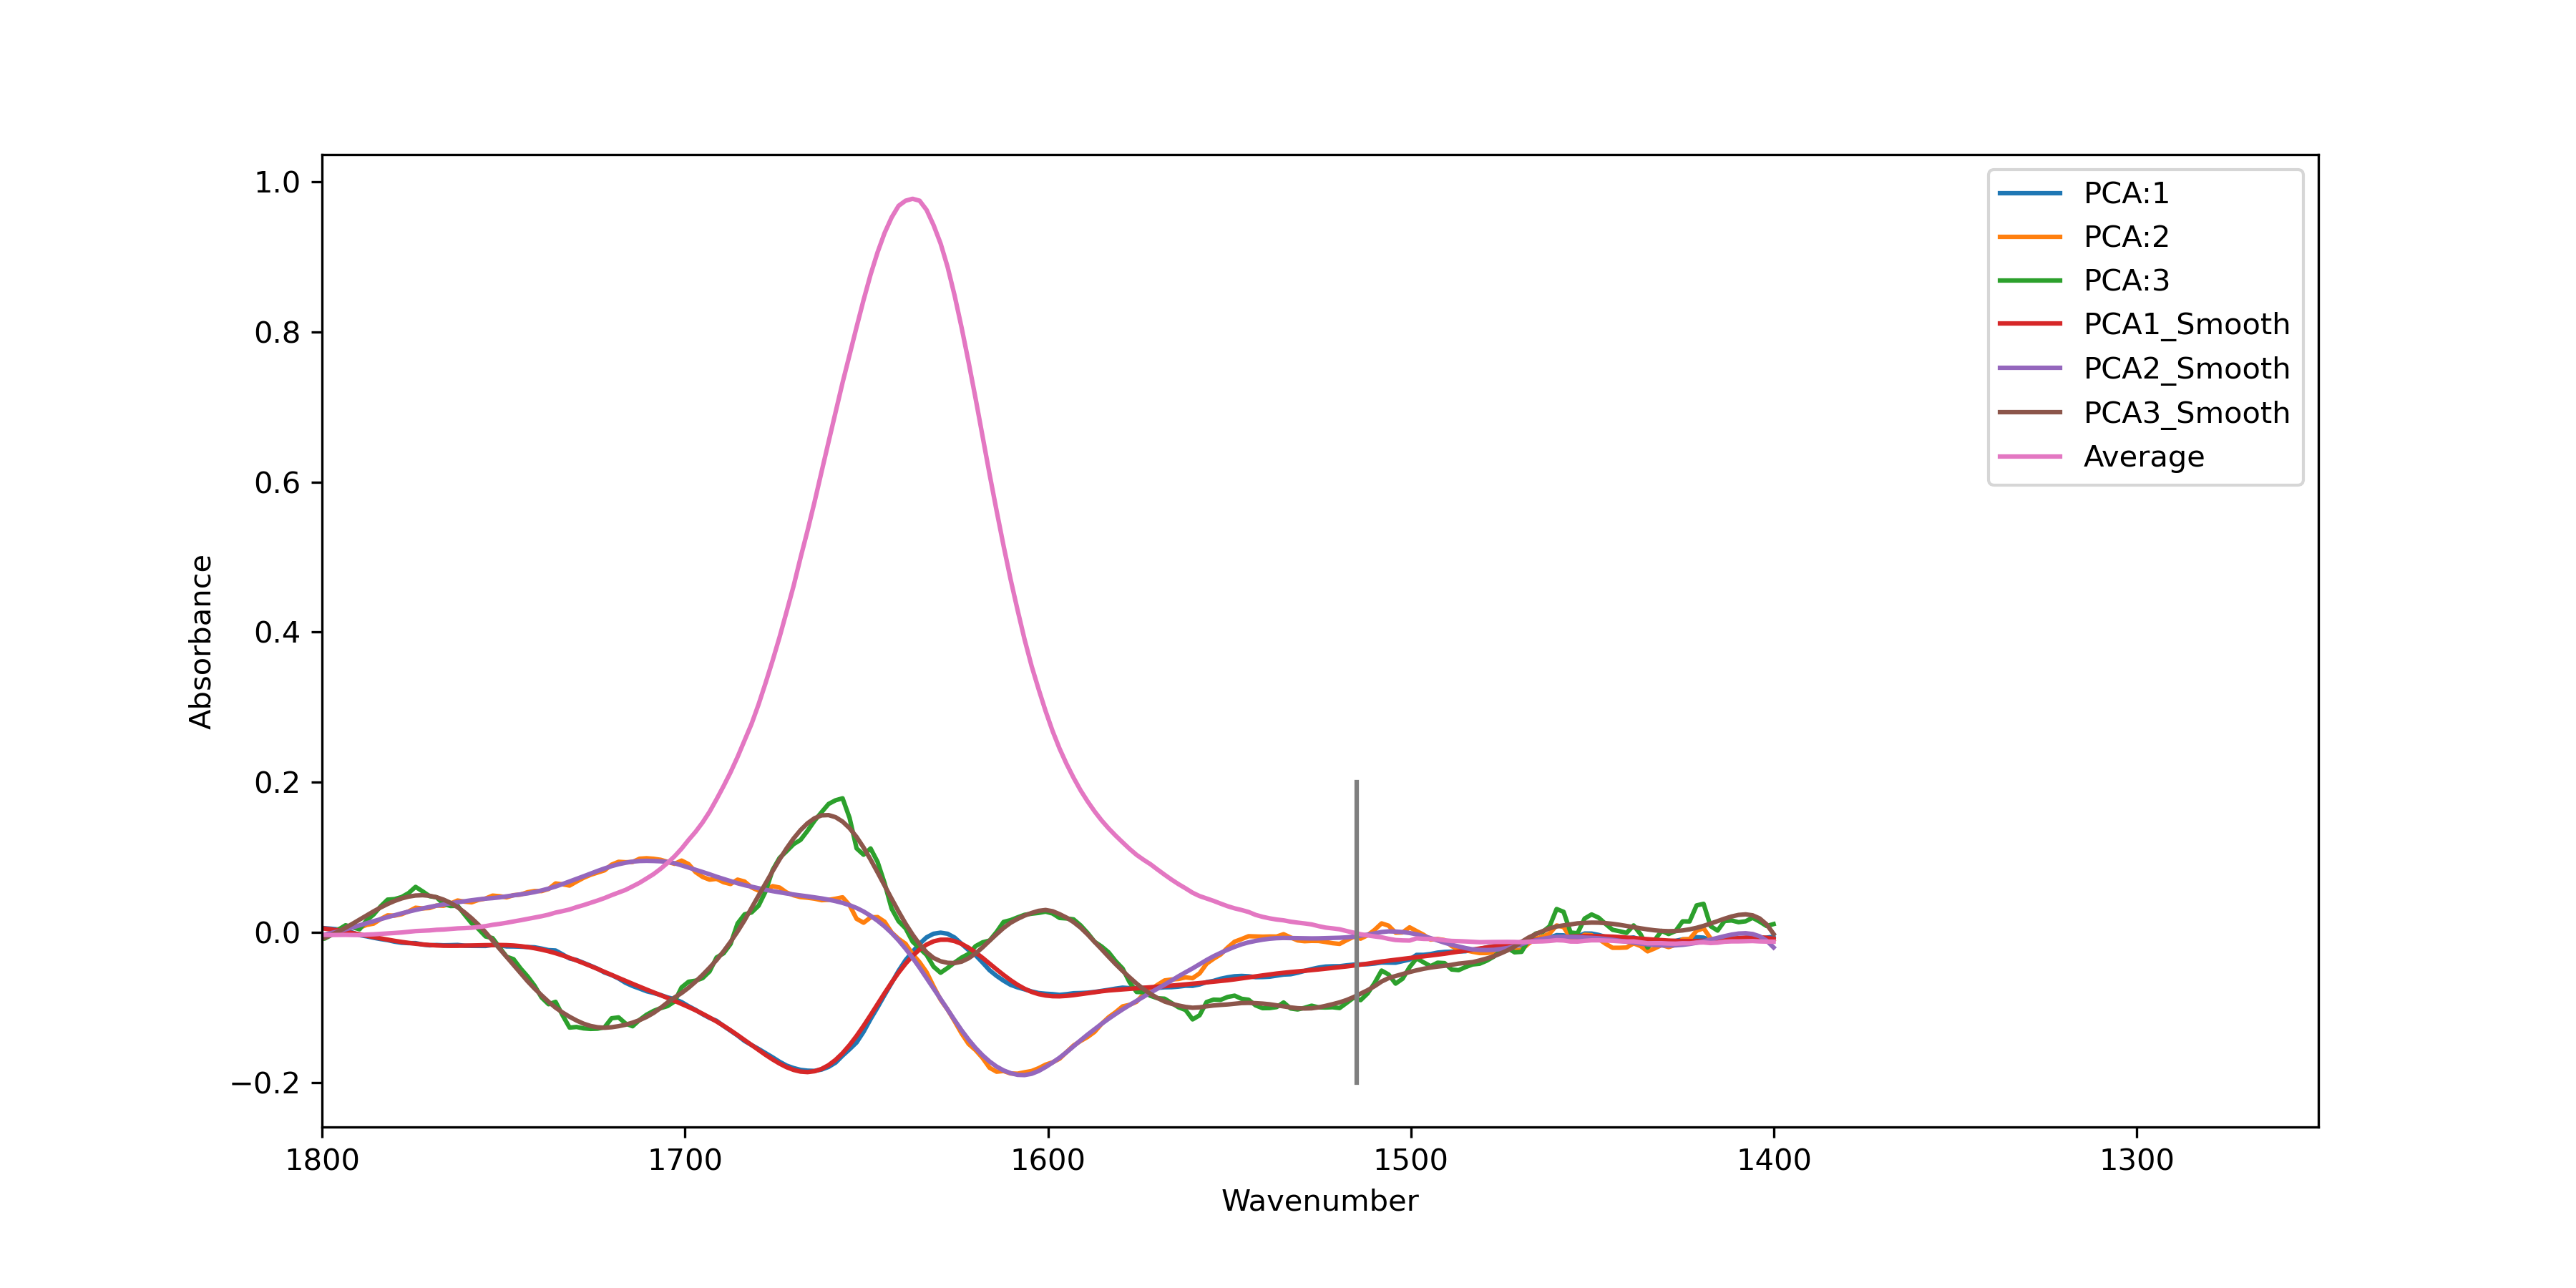 1.0
0.8
0.6
0.4
0.2
0.0
−0.2
Absorbance
1800
1700
1600
1500
1400
1300
Wavenumber
PCA:1
PCA:2
PCA:3
PCA1_Smooth
PCA2_Smooth
PCA3_Smooth
Average